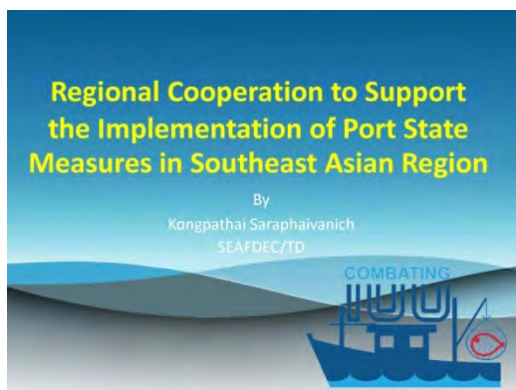 Regional Cooperation to Support
the Implementation of Port State
Measures in Southeast Asian Region
By
Kongpathai Saraphaivanich
SEAFDEC/TD
COMBATING
IUU